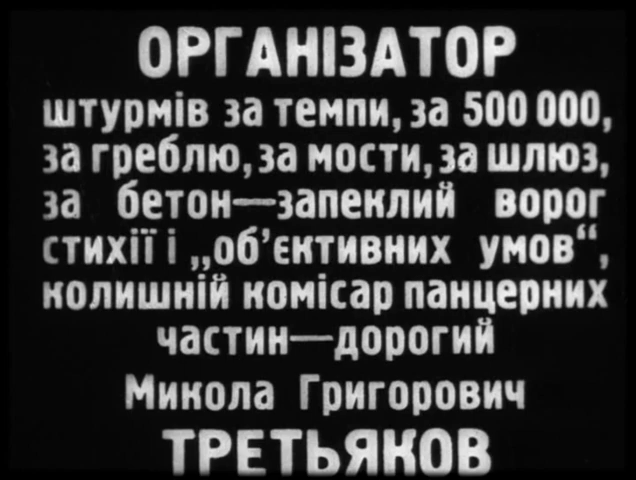 ОРГАНІЗАТОР
штурмів за темпи, за 500 000,
за греблю, за мости, за шлюз,
за бетон—запеклий ворог
стихії і „об'єктивних умов“,
колишній комісар панцерних
частин—дорогий
Микола Григорович
ТРЕТЬЯКОВ